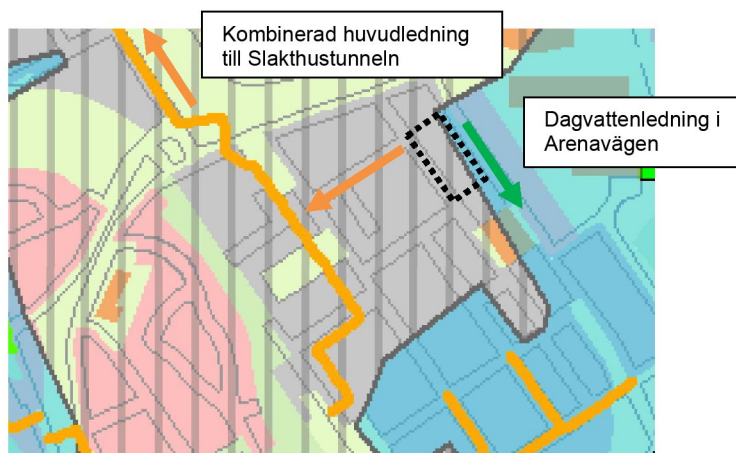 Kombinerad huvudledning
till Slakthustunneln
Dagvattenledning i
Arenavägen